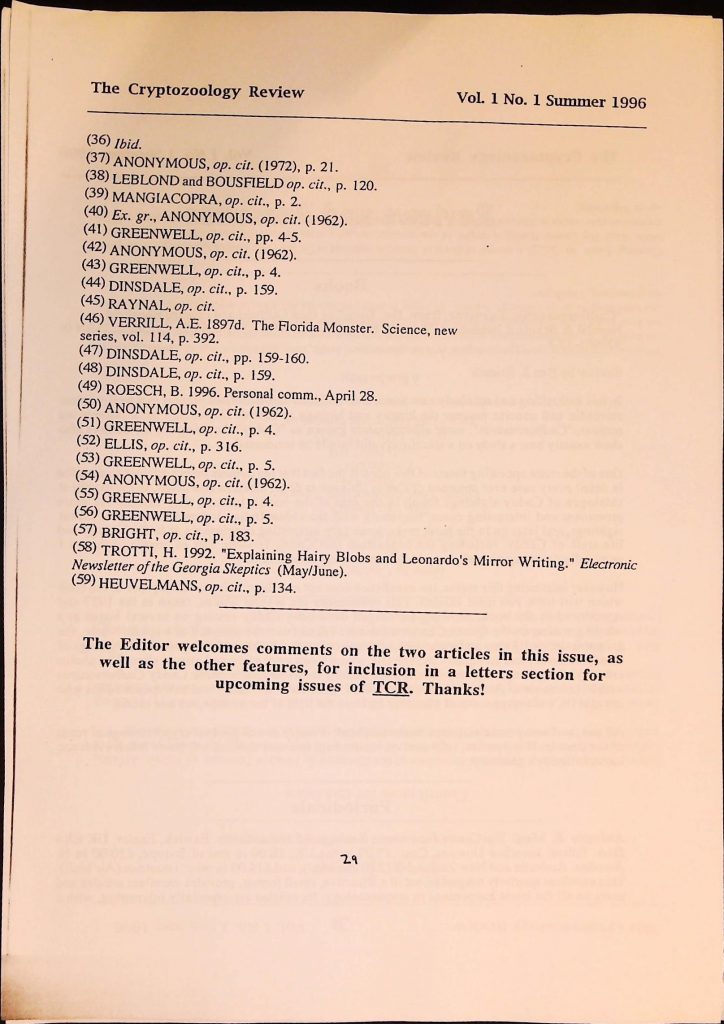 The Cryptozoology Review
Vol. 1 No. 1 Summer 1996
(36) Ibid.
(37) ANONYMOUS, op. cit. (1972), p. 21.
(38) LEBLOND and BOUSFIELD op. cit., p. 120.
(39) MANGIACOPRA, op. cit., p. 2.
(40) Ex. gr., ANONYMOUS, op. cit. (1962).
(41) GREENWELL, op. cit., pp. 4-5.
(42) ANONYMOUS, op. cit. (1962).
(43) GREENWELL, op. cit., p. 4.
(44) DINSDALE, op. cit., p. 159.
(45) RAYNAL, op. cit.
(46) VERRILL, A.E. 1897d. The Florida Monster. Science, new
series, vol. 114, p. 392.
(47) DINSDALE, op. cit., pp. 159-160.
(48) DINSDALE, op. cit., p. 159.
(49) ROESCH, B. 1996. Personal comm., April 28.
(50) ANONYMOUS, op. cit. (1962).
(51) GREENWELL, op. cit., p. 4.
(52) ELLIS, op. cit., p. 316.
(53) GREENWELL, op. cit., p. 5.
(54) ANONYMOUS, op. cit. (1962).
(55) GREENWELL, op. cit., p. 4.
(56) GREENWELL, op. cit., p. 5.
(57) BRIGHT, op. cit., p. 183.
(58) TROTTI, H. 1992. "Explaining Hairy Blobs and Leonardo's Mirror Writing." Electronic
Newsletter of the Georgia Skeptics (May/June).
(59) HEUVELMANS, op. cit., p. 134.
The Editor welcomes comments on the two articles in this issue, as
well as the other features, for inclusion in a letters section for
upcoming issues of TCR. Thanks!
29